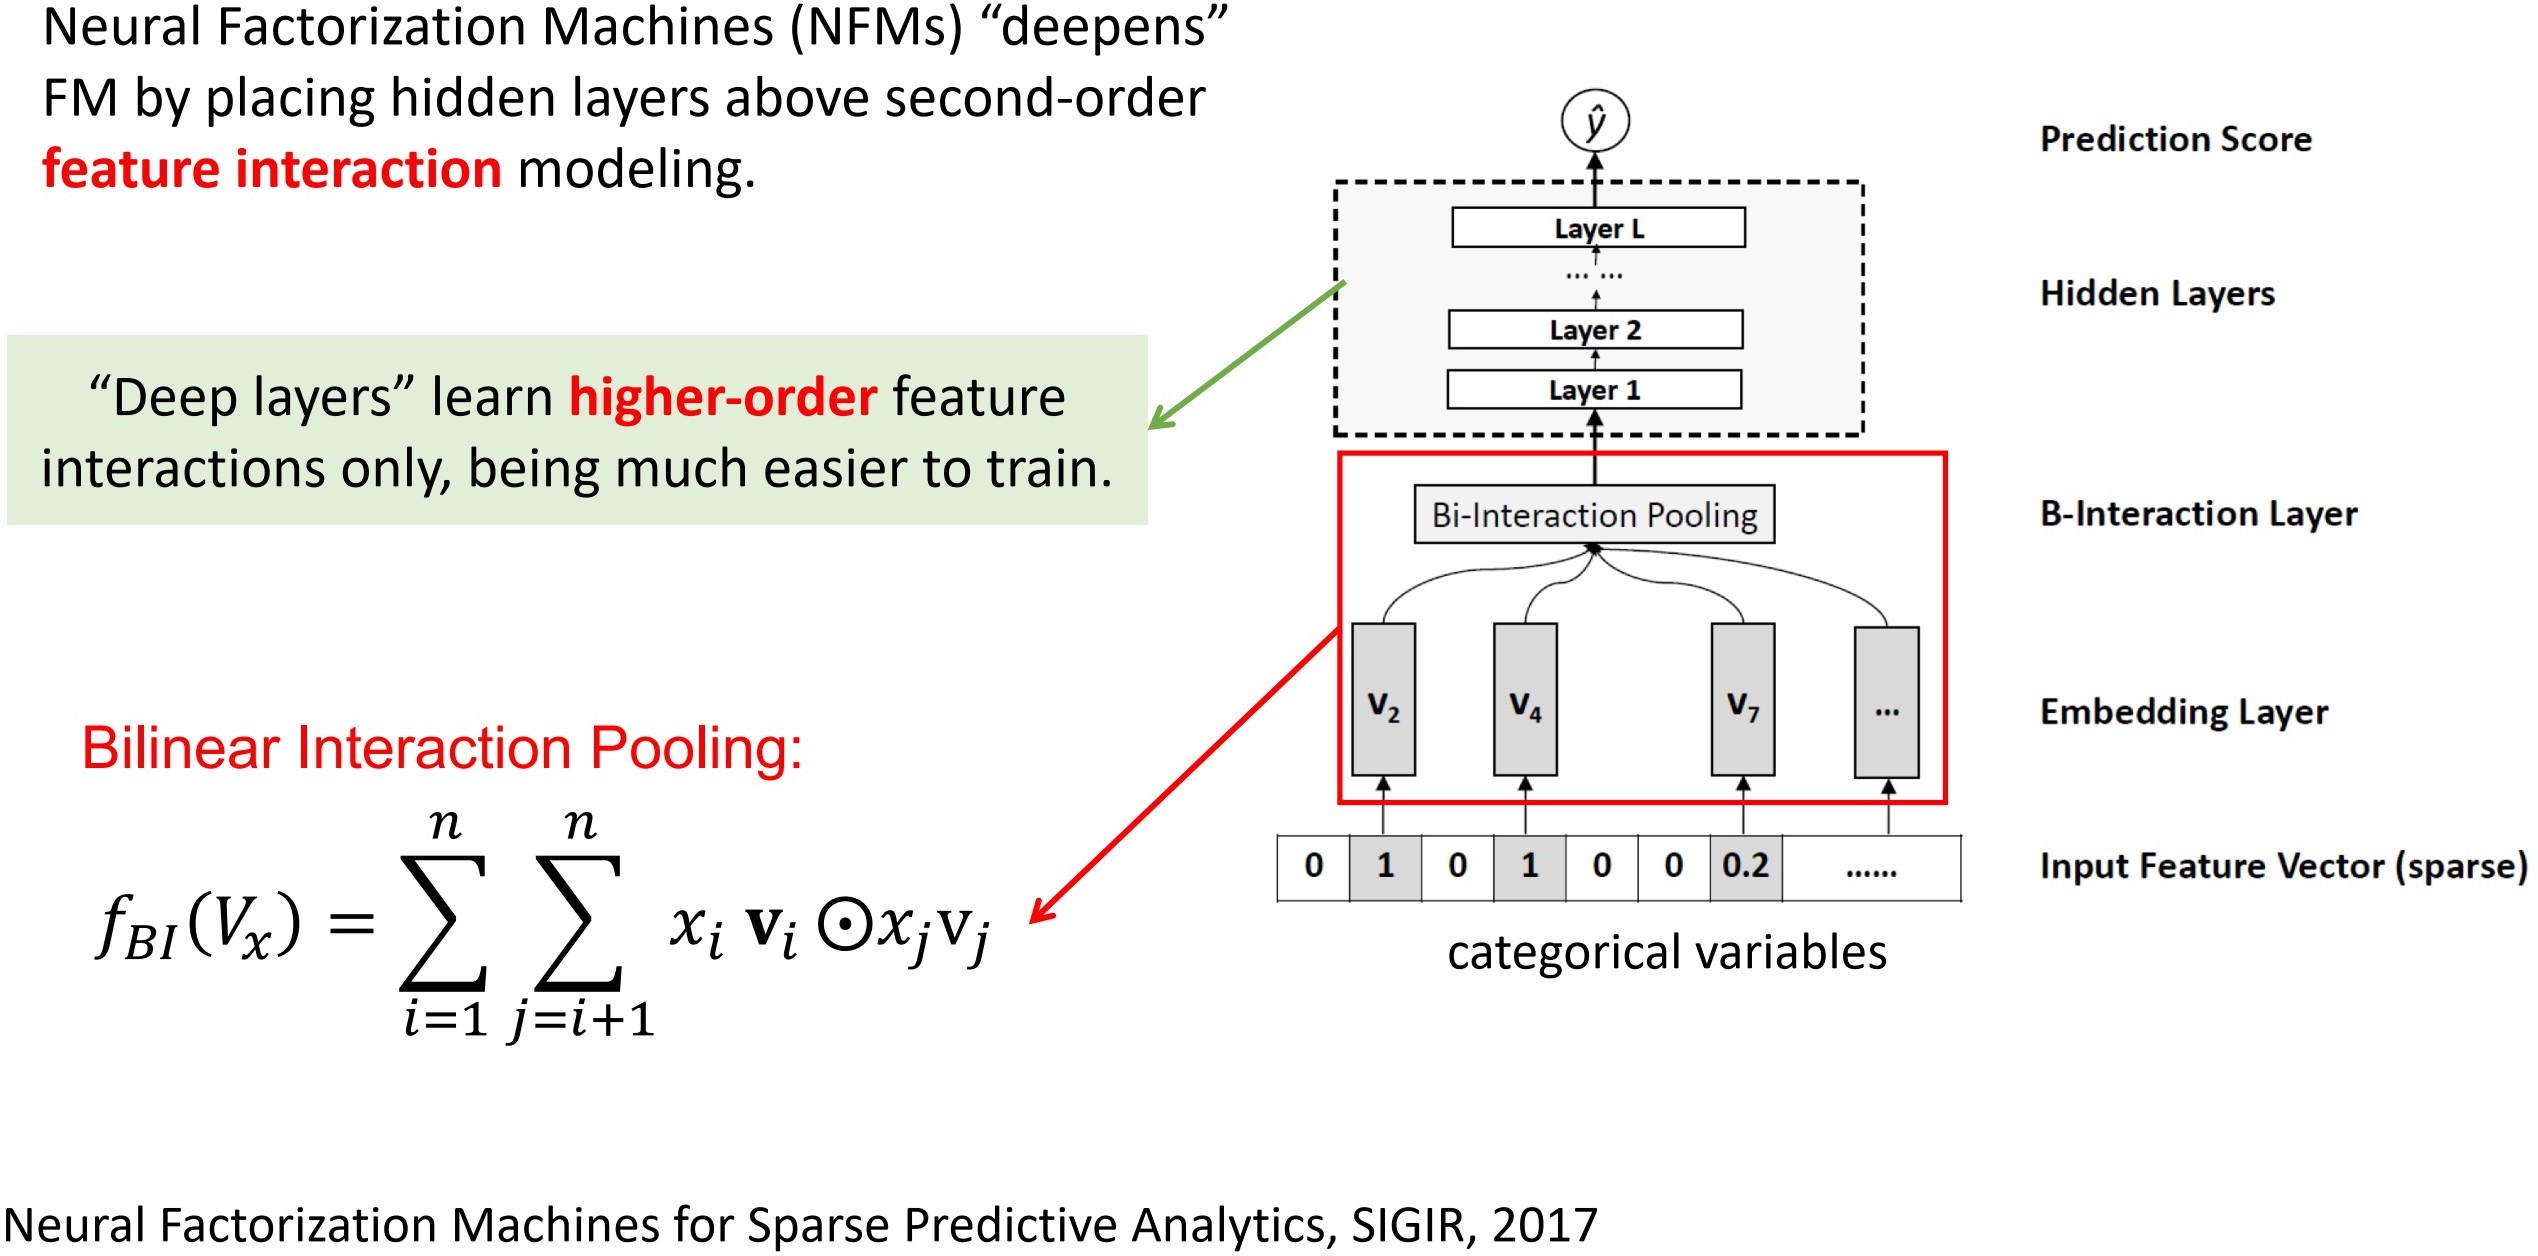 Neural Factorization Machines (NFMs) “deepens”
FM by placing hidden layers above second-order
feature interaction modeling.
“Deep layers” learn higher-order feature
interactions only, being much easier to train.
Bilinear Interaction Pooling:
f_{BI}(V_x) = \sum_{i=1}^{n} \sum_{j=i+1}^{n} x_i v_i ⊙ x_j v_j
ŷ
Prediction Score
Layer L
... ...
Layer 2
Layer 1
Hidden Layers
Bi-Interaction Pooling
B-Interaction Layer
V₂ V₄ V₇ ...
Embedding Layer
0 1 0 1 0 0 0.2 ......
Input Feature Vector (sparse)
categorical variables
Neural Factorization Machines for Sparse Predictive Analytics, SIGIR, 2017